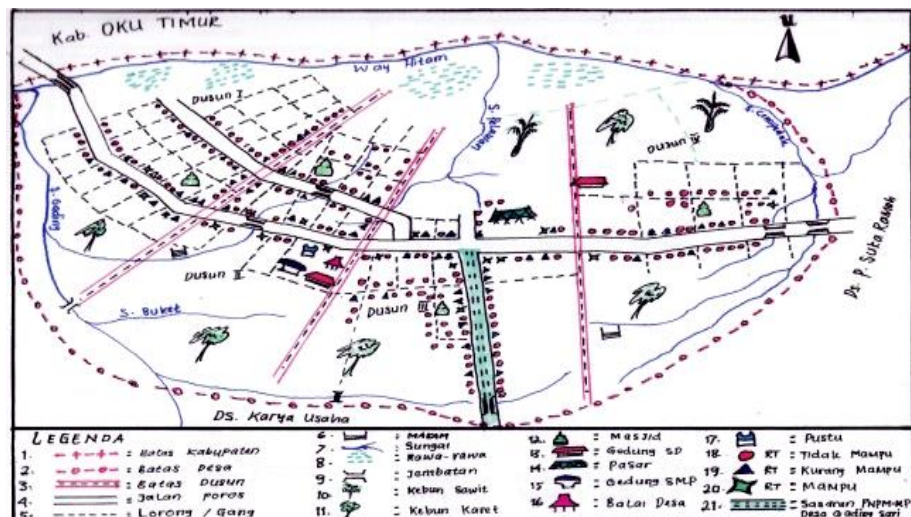 Kab. OKU TIMUR
Way Hitam
Dusun I
Dusun IV
Dusun II
S. Buket
Dusun III
Ds. Karya Usaha
LEGENDA
1. = Batas Kabupaten
2. = Batas Desa
3. = Batas Dusun
4. = Jalan Poros
5. = Lorong / Gang
6. = MAKAM
7. = Sungai
8. = Rawa-rawa
9. = Jembatan
10. = Kebun Sawit
11. = Kebun Karet
12. = Masjid
13. = Gedung SD
14. = Pasar
15. = Gedung SMP
16. = Balai Desa
17. = Pustu
18. RT = Tidak Mampu
19. RT = Kurang Mampu
20. RT = Mampu
21. = Sasaran PNPM-MP
Desa Gading Sari